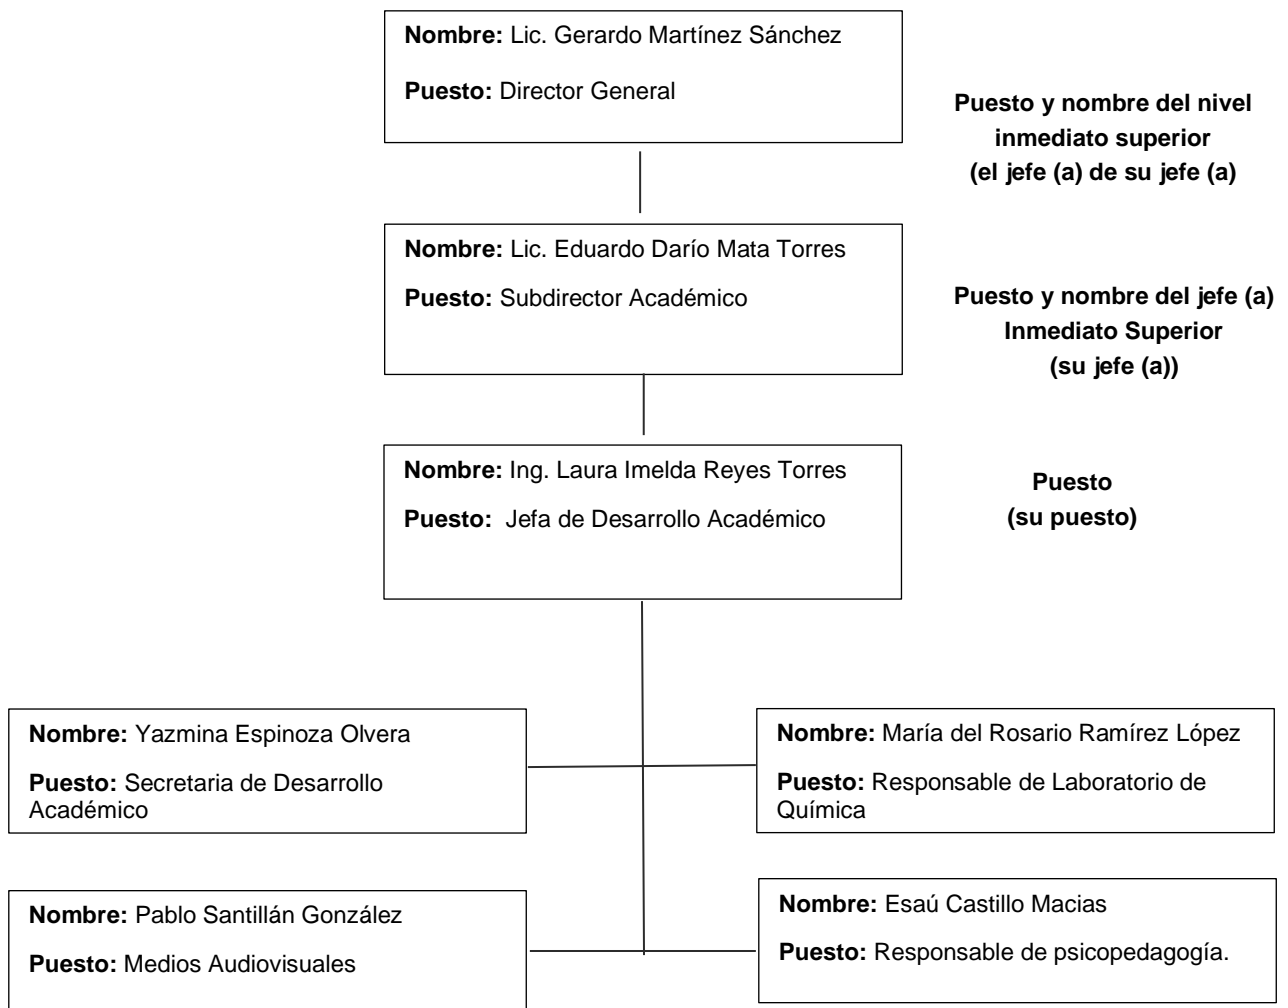 Nombre: Lic. Gerardo Martínez Sánchez
Puesto: Director General
Puesto y nombre del nivel
inmediato superior
(el jefe (a) de su jefe (a)
Nombre: Lic. Eduardo Darío Mata Torres
Puesto: Subdirector Académico
Puesto y nombre del jefe (a)
Inmediato Superior
(su jefe (a))
Nombre: Ing. Laura Imelda Reyes Torres
Puesto:  Jefa de Desarrollo Académico
Puesto
(su puesto)
Nombre: Yazmina Espinoza Olvera
Puesto: Secretaria de Desarrollo
Académico
Nombre: María del Rosario Ramírez López
Puesto: Responsable de Laboratorio de
Química
Nombre: Pablo Santillán González
Puesto: Medios Audiovisuales
Nombre: Esaú Castillo Macias
Puesto: Responsable de psicopedagogía.